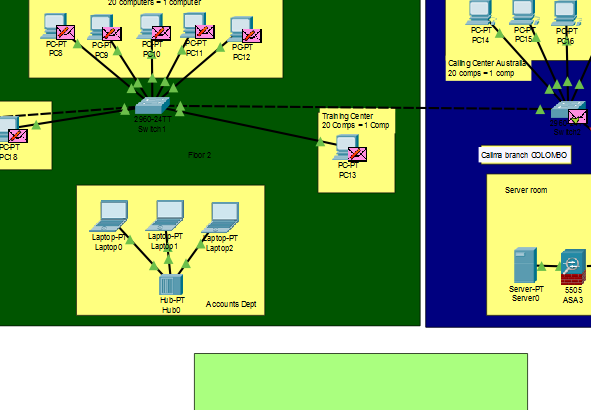 20 computers = 1 computer
PC-PT
PC8
PC-PT
PC9
PC-PT
PC10
PC-PT
PC11
PC-PT
PC12
PC-PT
PC14
PC-PT
PC15
PC-PT
PC16
Calling Center Australia
20 comps = 1 comp
2960-24TT
Switch1
Training Center
20 Comps = 1 Comp
PC-PT
PC18
Floor 2
PC-PT
PC13
Calima branch COLOMBO
Server room
Laptop-PT
Laptop0
Laptop-PT
Laptop1
Laptop-PT
Laptop2
Hub-PT
Hub0
Accounts Dept
Server-PT
Server0
5505
ASA3